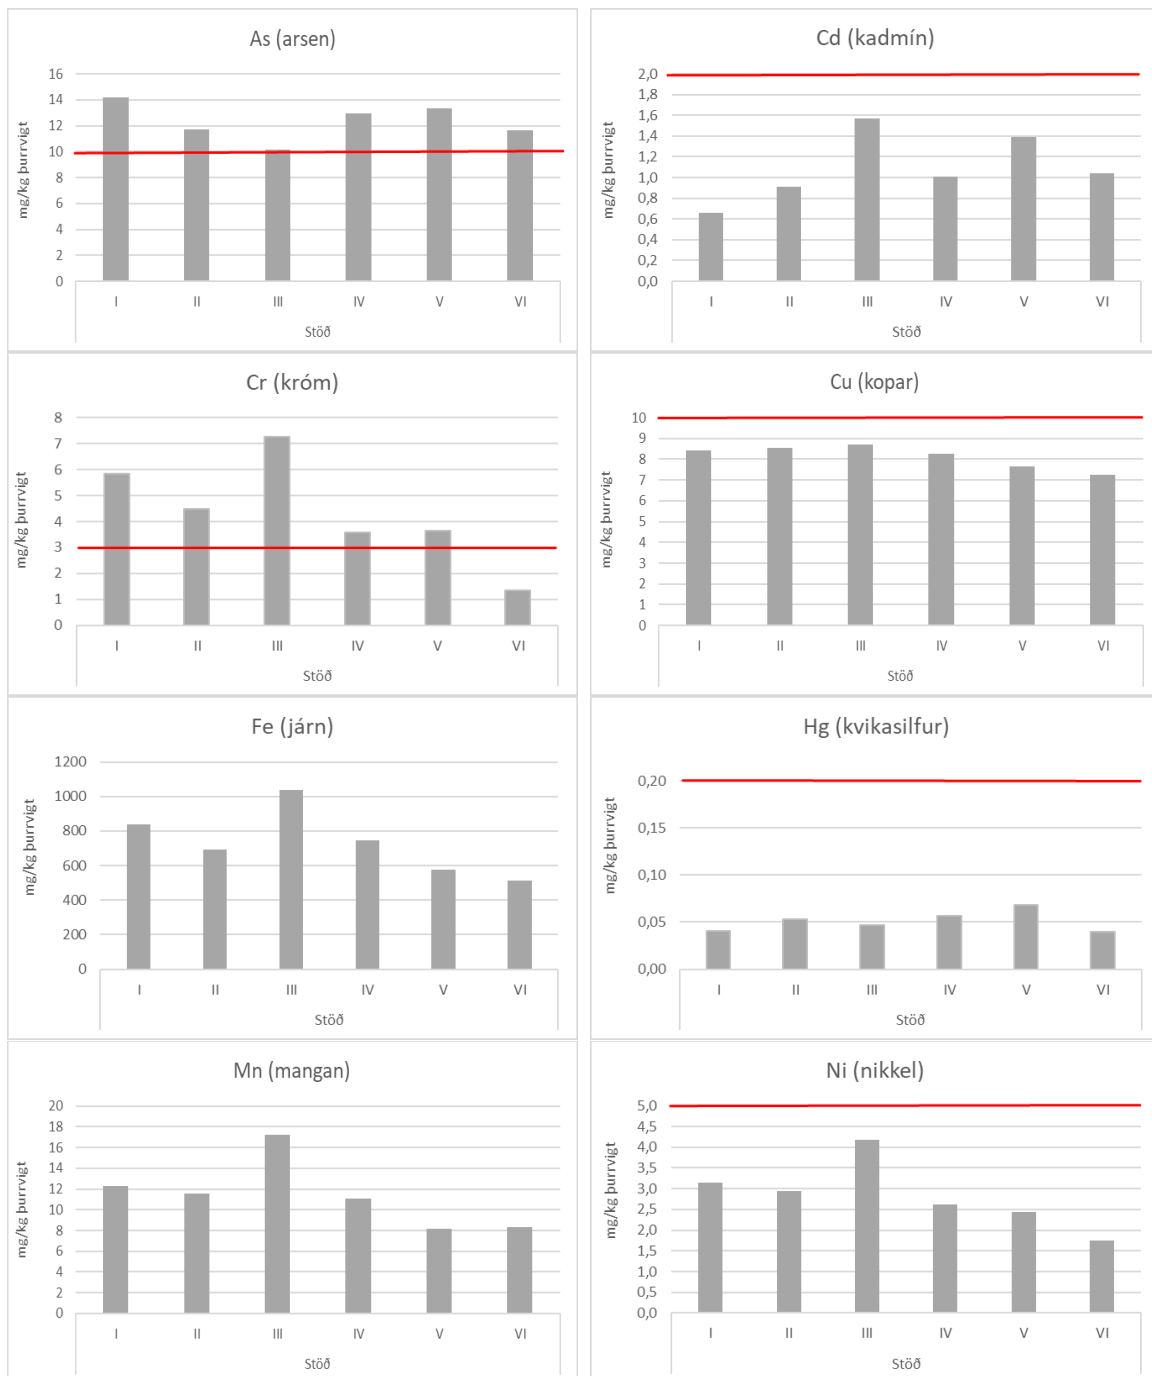 As (arsen)
mg/kg þurrvigt
16
14
12
10
8
6
4
2
0
I II III IV V VI
Stöð
Cd (kadmín)
mg/kg þurrvigt
2,0
1,8
1,6
1,4
1,2
1,0
0,8
0,6
0,4
0,2
0,0
I II III IV V VI
Stöð
Cr (króm)
mg/kg þurrvigt
8
7
6
5
4
3
2
1
0
I II III IV V VI
Stöð
Cu (kopar)
mg/kg þurrvigt
10
9
8
7
6
5
4
3
2
1
0
I II III IV V VI
Stöð
Fe (járn)
mg/kg þurrvigt
1200
1000
800
600
400
200
0
I II III IV V VI
Stöð
Hg (kvikasilfur)
mg/kg þurrvigt
0,20
0,15
0,10
0,05
0,00
I II III IV V VI
Stöð
Mn (mangan)
mg/kg þurrvigt
20
18
16
14
12
10
8
6
4
2
0
I II III IV V VI
Stöð
Ni (nikkel)
mg/kg þurrvigt
5,0
4,5
4,0
3,5
3,0
2,5
2,0
1,5
1,0
0,5
0,0
I II III IV V VI
Stöð